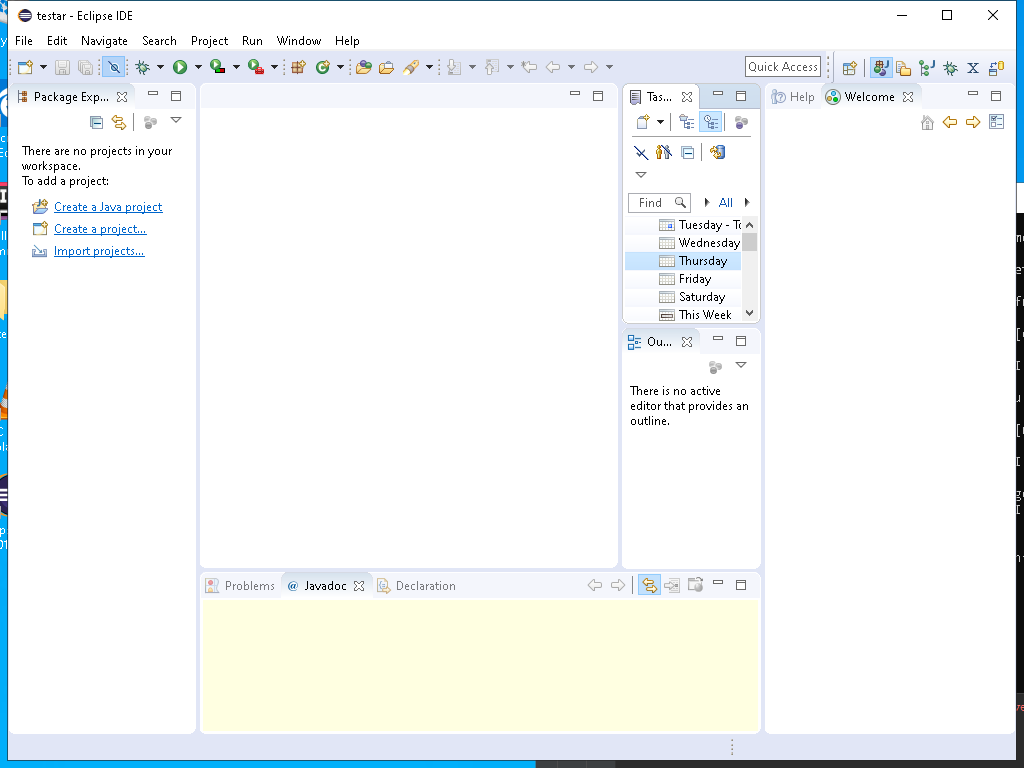 testar - Eclipse IDE
File Edit Navigate Search Project Run Window Help
Quick Access
Package Exp...
There are no projects in your
workspace.
To add a project:
Create a Java project
Create a project...
Import projects...
Tas...
Find
All
Tuesday - To
Wednesday
Thursday
Friday
Saturday
This Week
Ou...
There is no active
editor that provides an
outline.
Help Welcome
Problems @ Javadoc Declaration